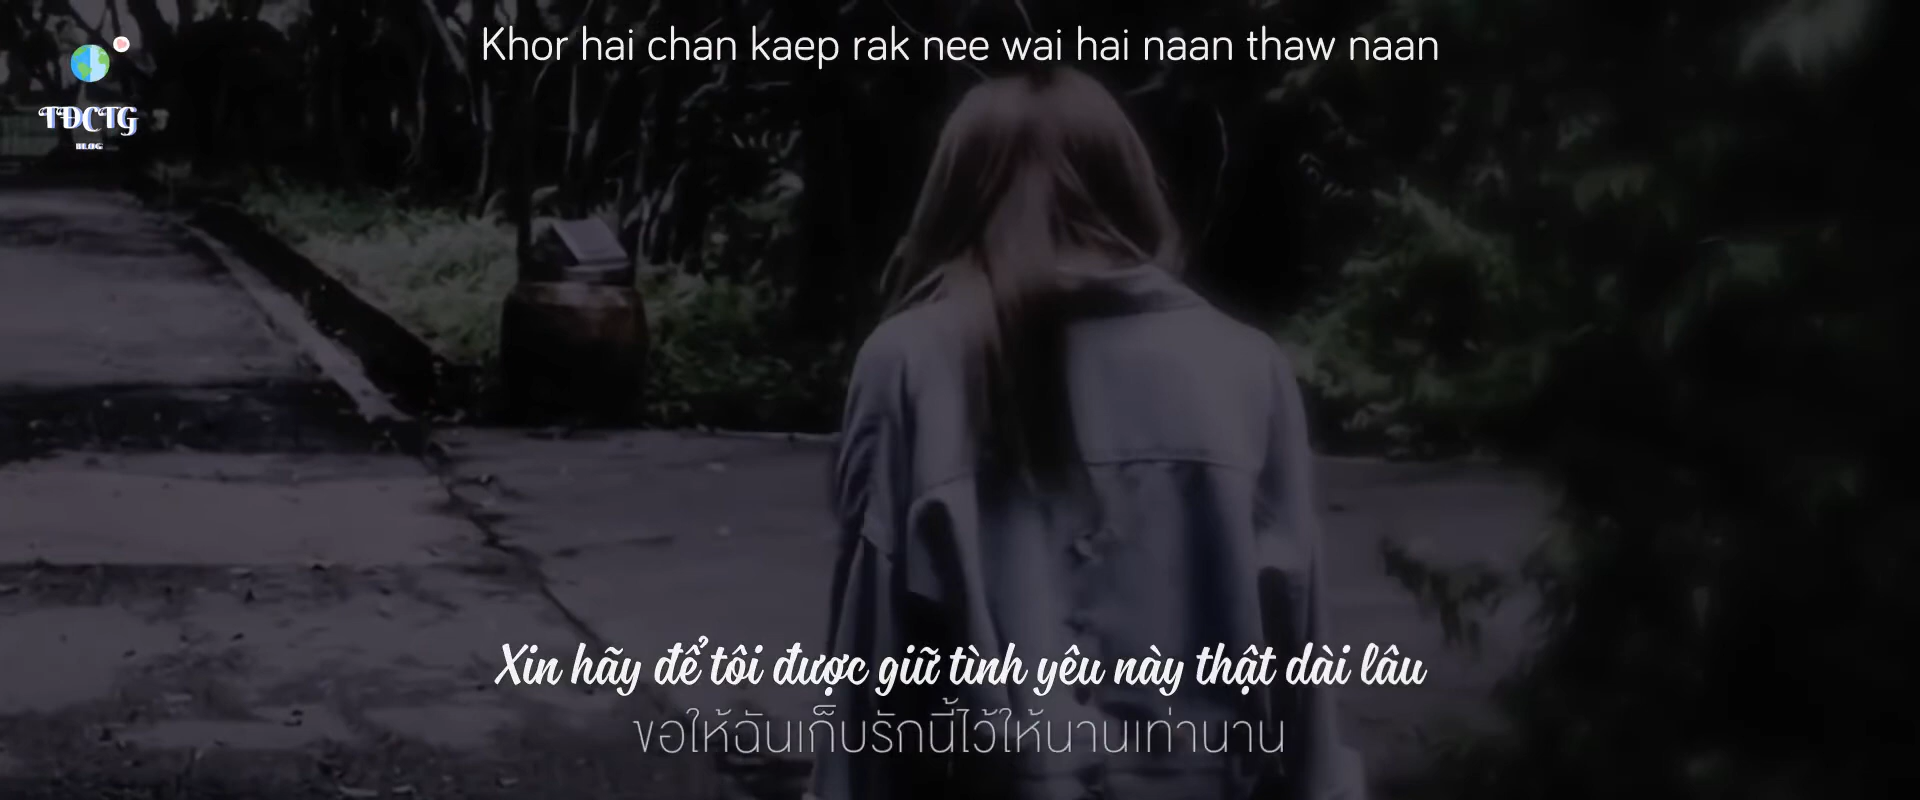 Khor hai chan kaep rak nee wai hai naan thaw naan
TĐCTG
BLOG
Xin hãy để tôi được giữ tình yêu này thật dài lâu
ขอให้ฉันเก็บรักนี้ไว้ให้นานเท่านาน